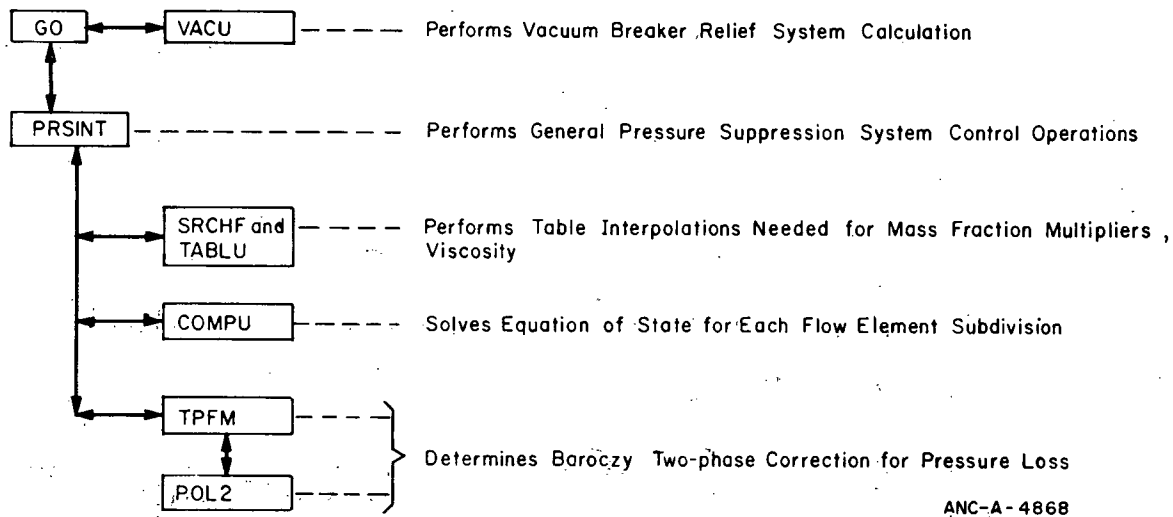 GO
VACU
Performs Vacuum Breaker Relief System Calculation
PRSINT
Performs General Pressure Suppression System Control Operations
SRCHF and
TABLU
Performs Table Interpolations Needed for Mass Fraction Multipliers ,
Viscosity
COMPU
Solves Equation of State for Each Flow Element Subdivision
TPFM
POL2
Determines Baroczy Two-phase Correction for Pressure Loss
ANC-A-4868